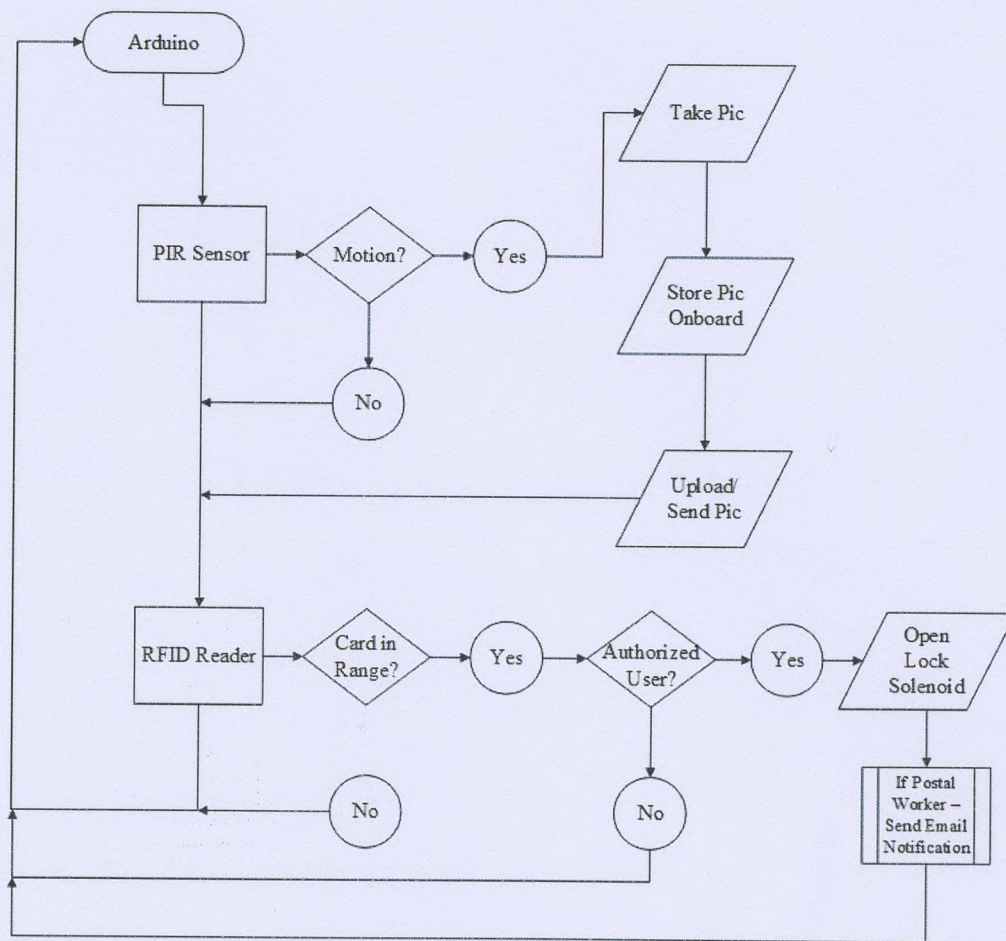 Arduino
Take Pic
PIR Sensor
Motion?
Yes
Store Pic
Onboard
No
Upload/
Send Pic
RFID Reader
Card in
Range?
Yes
Authorized
User?
Yes
Open
Lock
Solenoid
No
No
If Postal
Worker –
Send Email
Notification